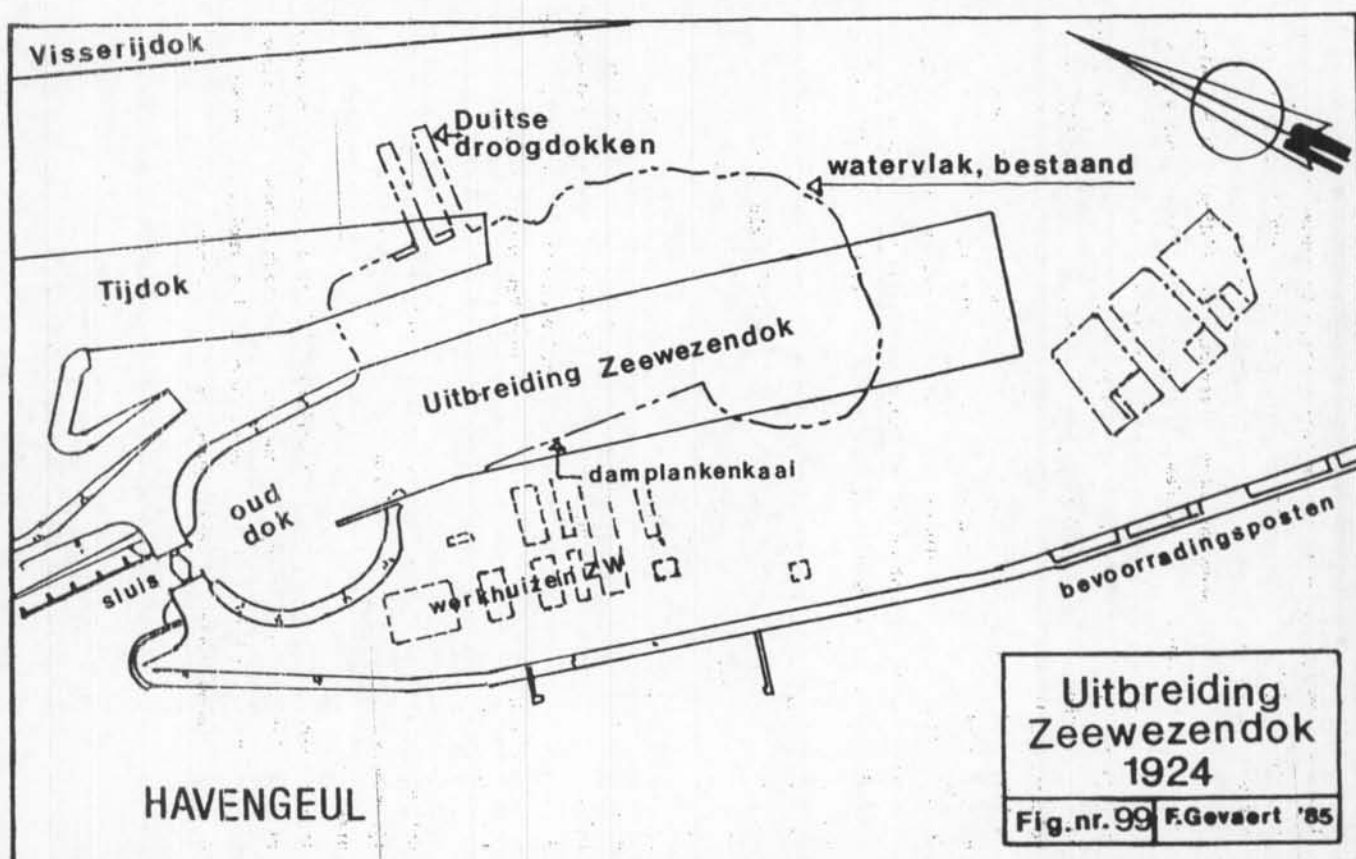 Visserijdok
Duitse
droogdokken
watervlak, bestaand
Tijdok
Uitbreiding Zeewezendok
damplankenkaai
oud
dok
sluis
werkhuizen ZW
bevoorradingsposten
HAVENGEUL
Uitbreiding
Zeewezendok
1924
Fig.nr. 99 F.Gevaert '85